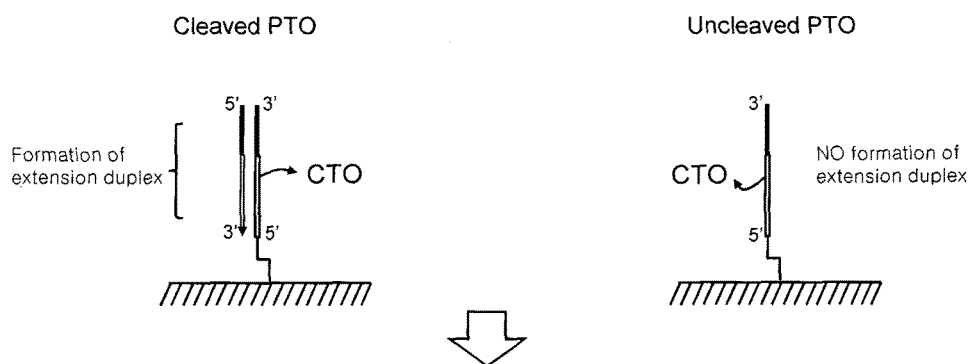 Cleaved PTO
Uncleaved PTO
5' 3'
Formation of
extension duplex
CTO
3' 5'
3'
CTO
NO formation of
extension duplex
5'